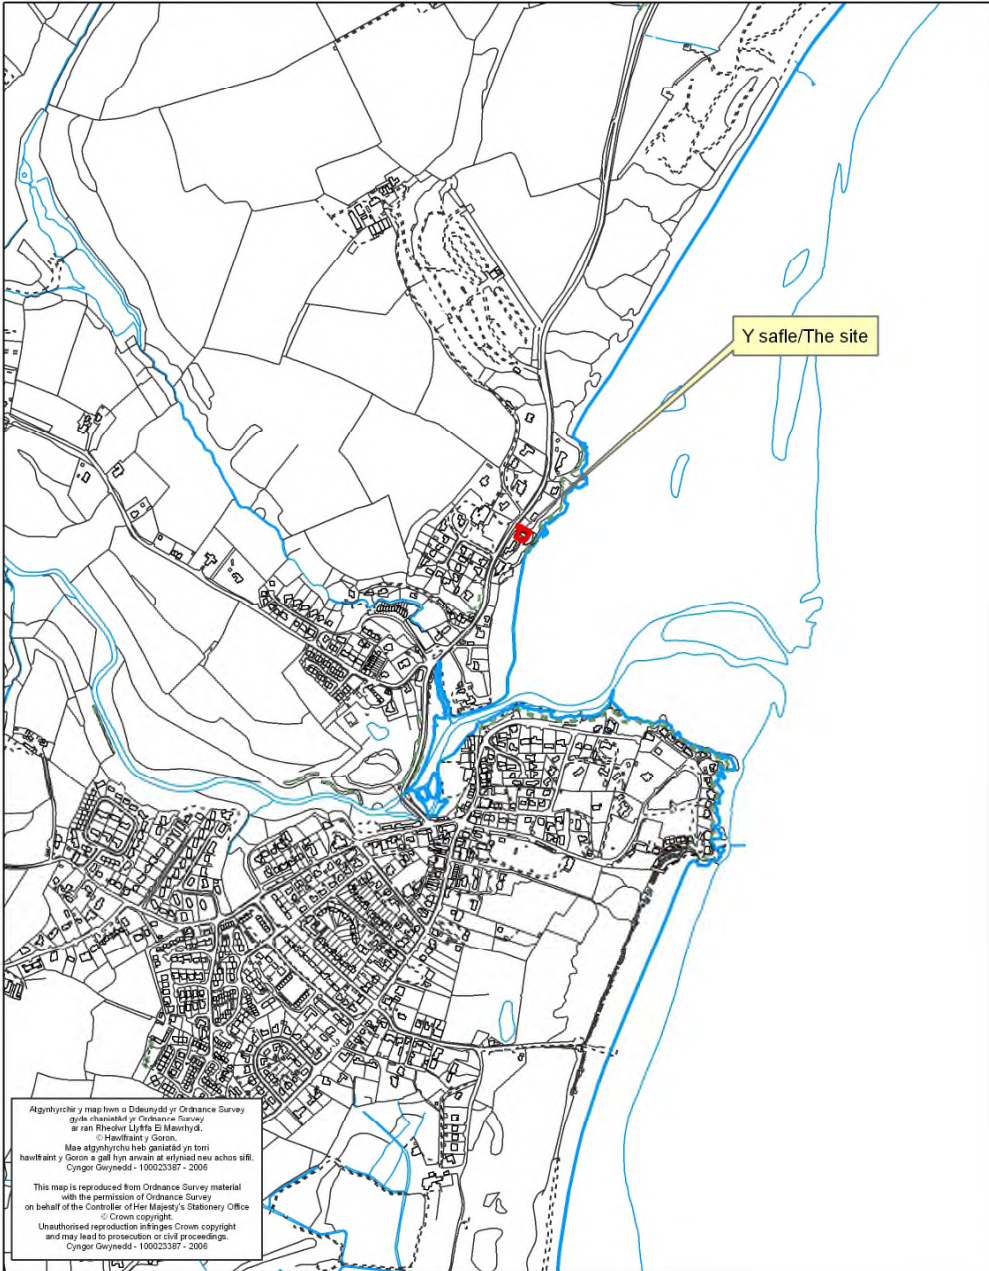 Y safle/The site
Atgynhyrchir y map hwn o Ddeunydd yr Ordnance Survey
gyda chaniatâd yr Ordnance Survey
ar ran Rheolwr Llyfrfa Ei Mawrhydi.
© Hawlfraint y Goron.
Mae atgynhyrchu heb ganiatâd yn torri
hawlfraint y Goron a gall hyn arwain at erlyniad neu achos sifil.
Cyngor Gwynedd - 100023387 - 2006
This map is reproduced from Ordnance Survey material
with the permission of Ordnance Survey
on behalf of the Controller of Her Majesty's Stationery Office
© Crown copyright.
Unauthorised reproduction infringes Crown copyright
and may lead to prosecution or civil proceedings.
Cyngor Gwynedd - 100023387 - 2006